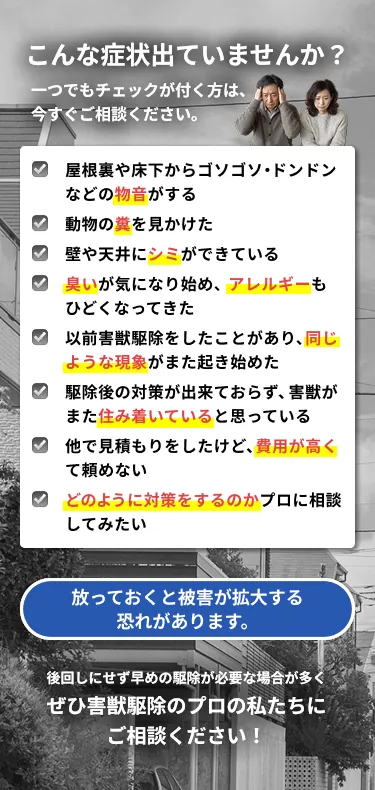 こんな症状出ていませんか？
一つでもチェックが付く方は、
今すぐご相談ください。
屋根裏や床下からゴソゴソ・ドンドン
などの物音がする
動物の糞を見かけた
壁や天井にシミができている
臭いが気になり始め、アレルギーも
ひどくなってきた
以前害獣駆除をしたことがあり、同じ
ような現象がまた起き始めた
駆除後の対策が出来ておらず、害獣が
また住み着いていると思っている
他で見積もりをしたけど、費用が高く
て頼めない
どのように対策をするのかプロに相談
してみたい
放っておくと被害が拡大する
恐れがあります。
後回しにせず早めの駆除が必要な場合が多く
ぜひ害獣駆除のプロの私たちに
ご相談ください！